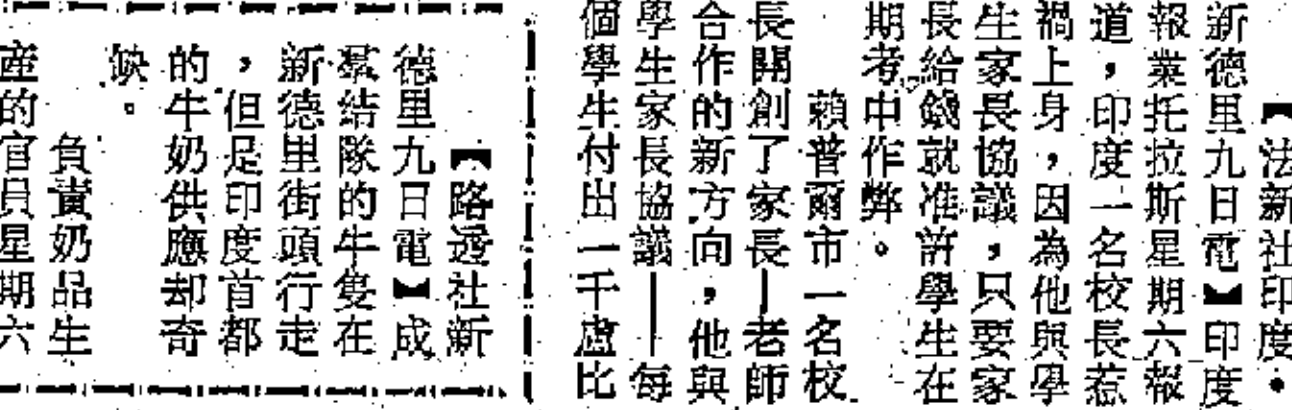 【法新社印度•
新德里九日電】印度
報業托拉斯星期六報
道，印度一名校長惹
禍上身，因為他與學
生家長協議，只要家
長給錢就准許學生在
期考中作弊。
賴普爾市一名校
長開創了家長—老師
合作的新方向，他與
學生家長協議——每
個學生付出一千盧比
【路透社新
德里九日電】成
羣結隊的牛隻在
新德里街頭行走
，但是印度首都
的牛奶供應却奇
缺。
負責奶品生
產的官員星期六